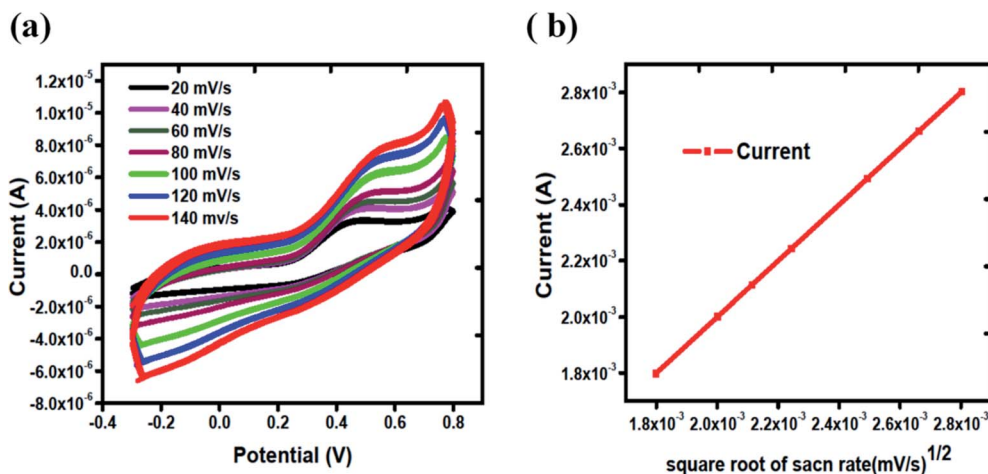 (a)
Current (A)
1.2x10⁻⁵
1.0x10⁻⁵
8.0x10⁻⁶
6.0x10⁻⁶
4.0x10⁻⁶
2.0x10⁻⁶
0.0
-2.0x10⁻⁶
-4.0x10⁻⁶
-6.0x10⁻⁶
-8.0x10⁻⁶
20 mV/s
40 mV/s
60 mV/s
80 mV/s
100 mV/s
120 mV/s
140 mv/s
-0.4 -0.2 0.0 0.2 0.4 0.6 0.8
Potential (V)
( b)
Current (A)
2.8x10⁻³
2.6x10⁻³
2.4x10⁻³
2.2x10⁻³
2.0x10⁻³
1.8x10⁻³
Current
1.8x10⁻³ 2.0x10⁻³ 2.2x10⁻³ 2.4x10⁻³ 2.6x10⁻³ 2.8x10⁻³
square root of sacn rate(mV/s)¹/²